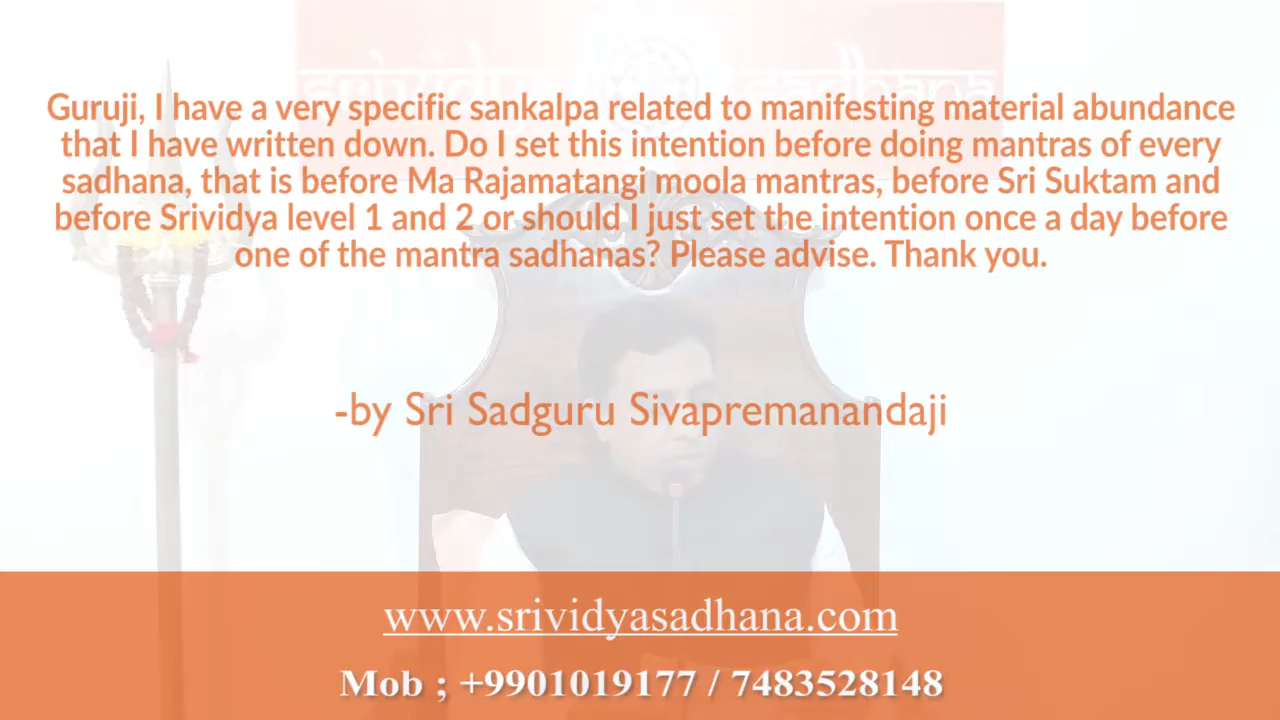 srividya sadhana
Guruji, I have a very specific sankalpa related to manifesting material abundance
that I have written down. Do I set this intention before doing mantras of every
sadhana, that is before Ma Rajamatangi moola mantras, before Sri Suktam and
before Srividya level 1 and 2 or should I just set the intention once a day before
one of the mantra sadhanas? Please advise. Thank you.
-by Sri Sadguru Sivapremanandaji
www.srividyasadhana.com
Mob ; +9901019177 / 7483528148